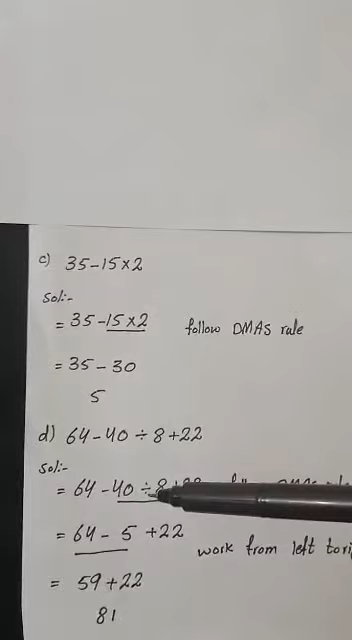 c) 35-15×2
Sol:-
= 35-15×2 follow DMAS rule
= 35-30
5
d) 64-40÷8+22
Sol:-
= 64-40÷8
= 64-5+22
work from left to
= 59+22
81